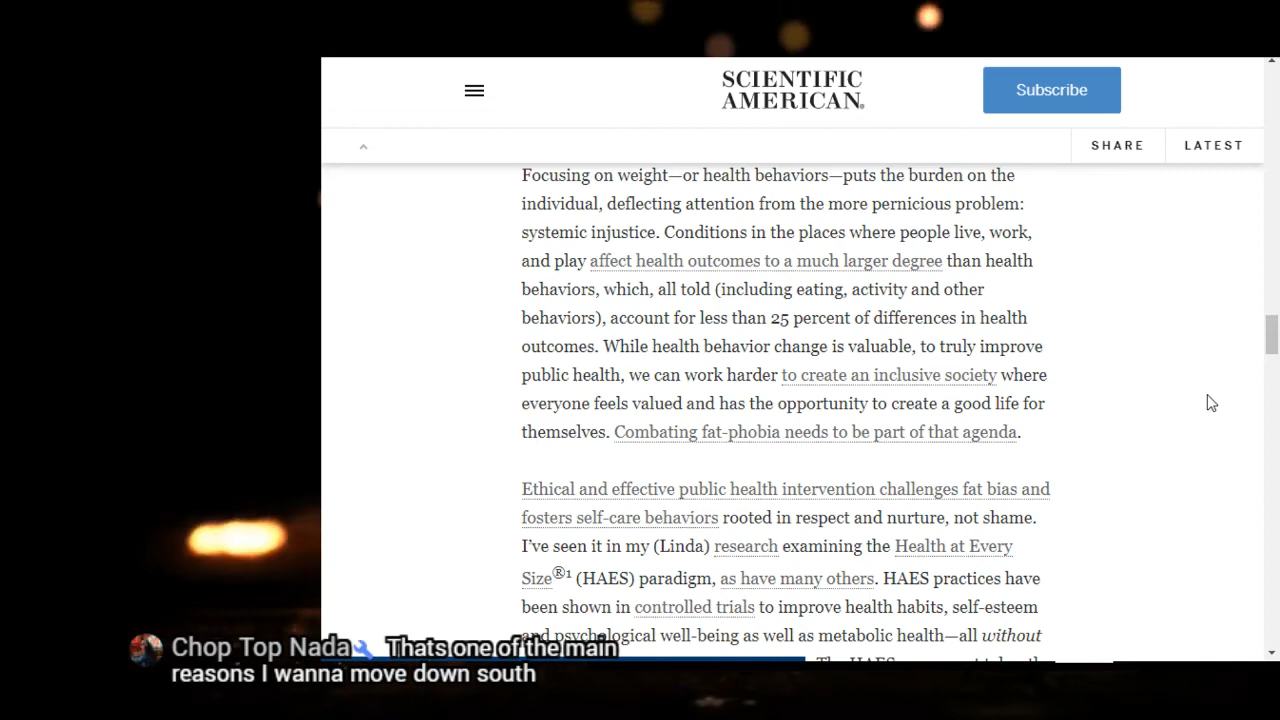 SCIENTIFIC
AMERICAN®
Subscribe
SHARE
LATEST
Focusing on weight—or health behaviors—puts the burden on the
individual, deflecting attention from the more pernicious problem:
systemic injustice. Conditions in the places where people live, work,
and play affect health outcomes to a much larger degree than health
behaviors, which, all told (including eating, activity and other
behaviors), account for less than 25 percent of differences in health
outcomes. While health behavior change is valuable, to truly improve
public health, we can work harder to create an inclusive society where
everyone feels valued and has the opportunity to create a good life for
themselves. Combating fat-phobia needs to be part of that agenda.
Ethical and effective public health intervention challenges fat bias and
fosters self-care behaviors rooted in respect and nurture, not shame.
I’ve seen it in my (Linda) research examining the Health at Every
Size®¹ (HAES) paradigm, as have many others. HAES practices have
been shown in controlled trials to improve health habits, self-esteem
and psychological well-being as well as metabolic health—all without
Chop Top Nada Thats one of the main
reasons I wanna move down south